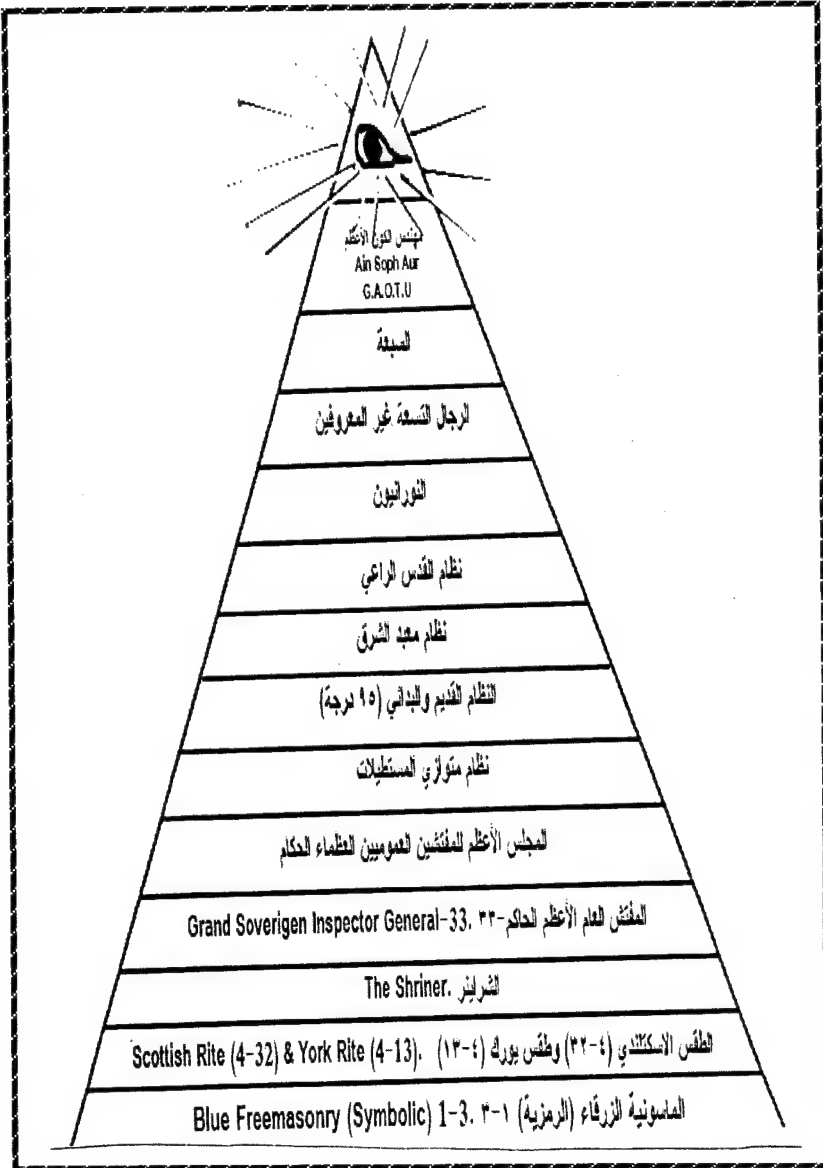 مهندس الكون الأعظم
Ain Soph Aur
G.A.O.T.U
السبعة
الرجال التسعة غير المعروفين
النورانيون
نظام القدس الراعي
نظام معبد الشرق
النظام القديم والبدائي (٩٥ درجة)
نظام متوازي المستطيلات
المجلس الأعظم للمفتشين العموميين العظماء الحكام
Grand Soverigen Inspector General-33. المفتش العام الأعظم الحاكم-٣٣
The Shriner. الشراينر
Scottish Rite (4-32) & York Rite (4-13). الطقس الاسكتلندي (٤-٣٢) وطقس يورك (٤-١٣)
Blue Freemasonry (Symbolic) 1-3. الماسونية الزرقاء (الرمزية) ١-٣